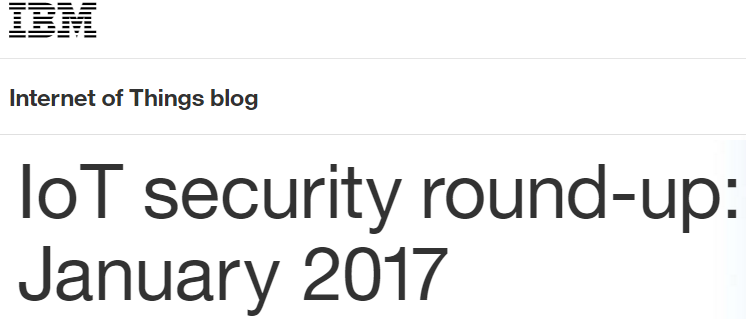 IBM
Internet of Things blog
IoT security round-up:
January 2017